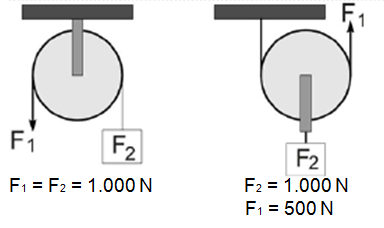 F1
F2
F1 = F2 = 1.000 N
F1
F2
F2 = 1.000 N
F1 = 500 N